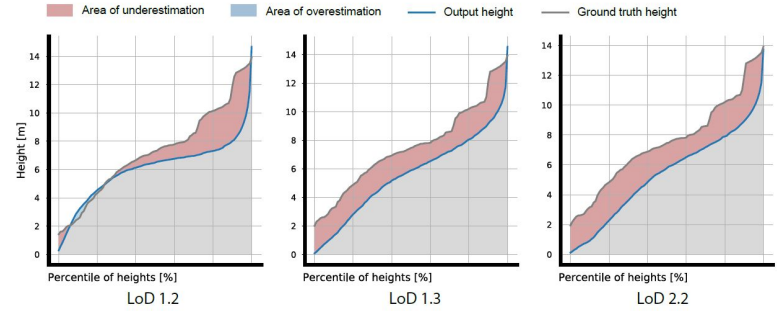 Area of underestimation Area of overestimation Output height Ground truth height
14 14 14
12 12 12
10 10 10
8 8 8
6 6 6
4 4 4
2 2 2
0 0 0
Height [m]
Percentile of heights [%] Percentile of heights [%] Percentile of heights [%]
LoD 1.2 LoD 1.3 LoD 2.2